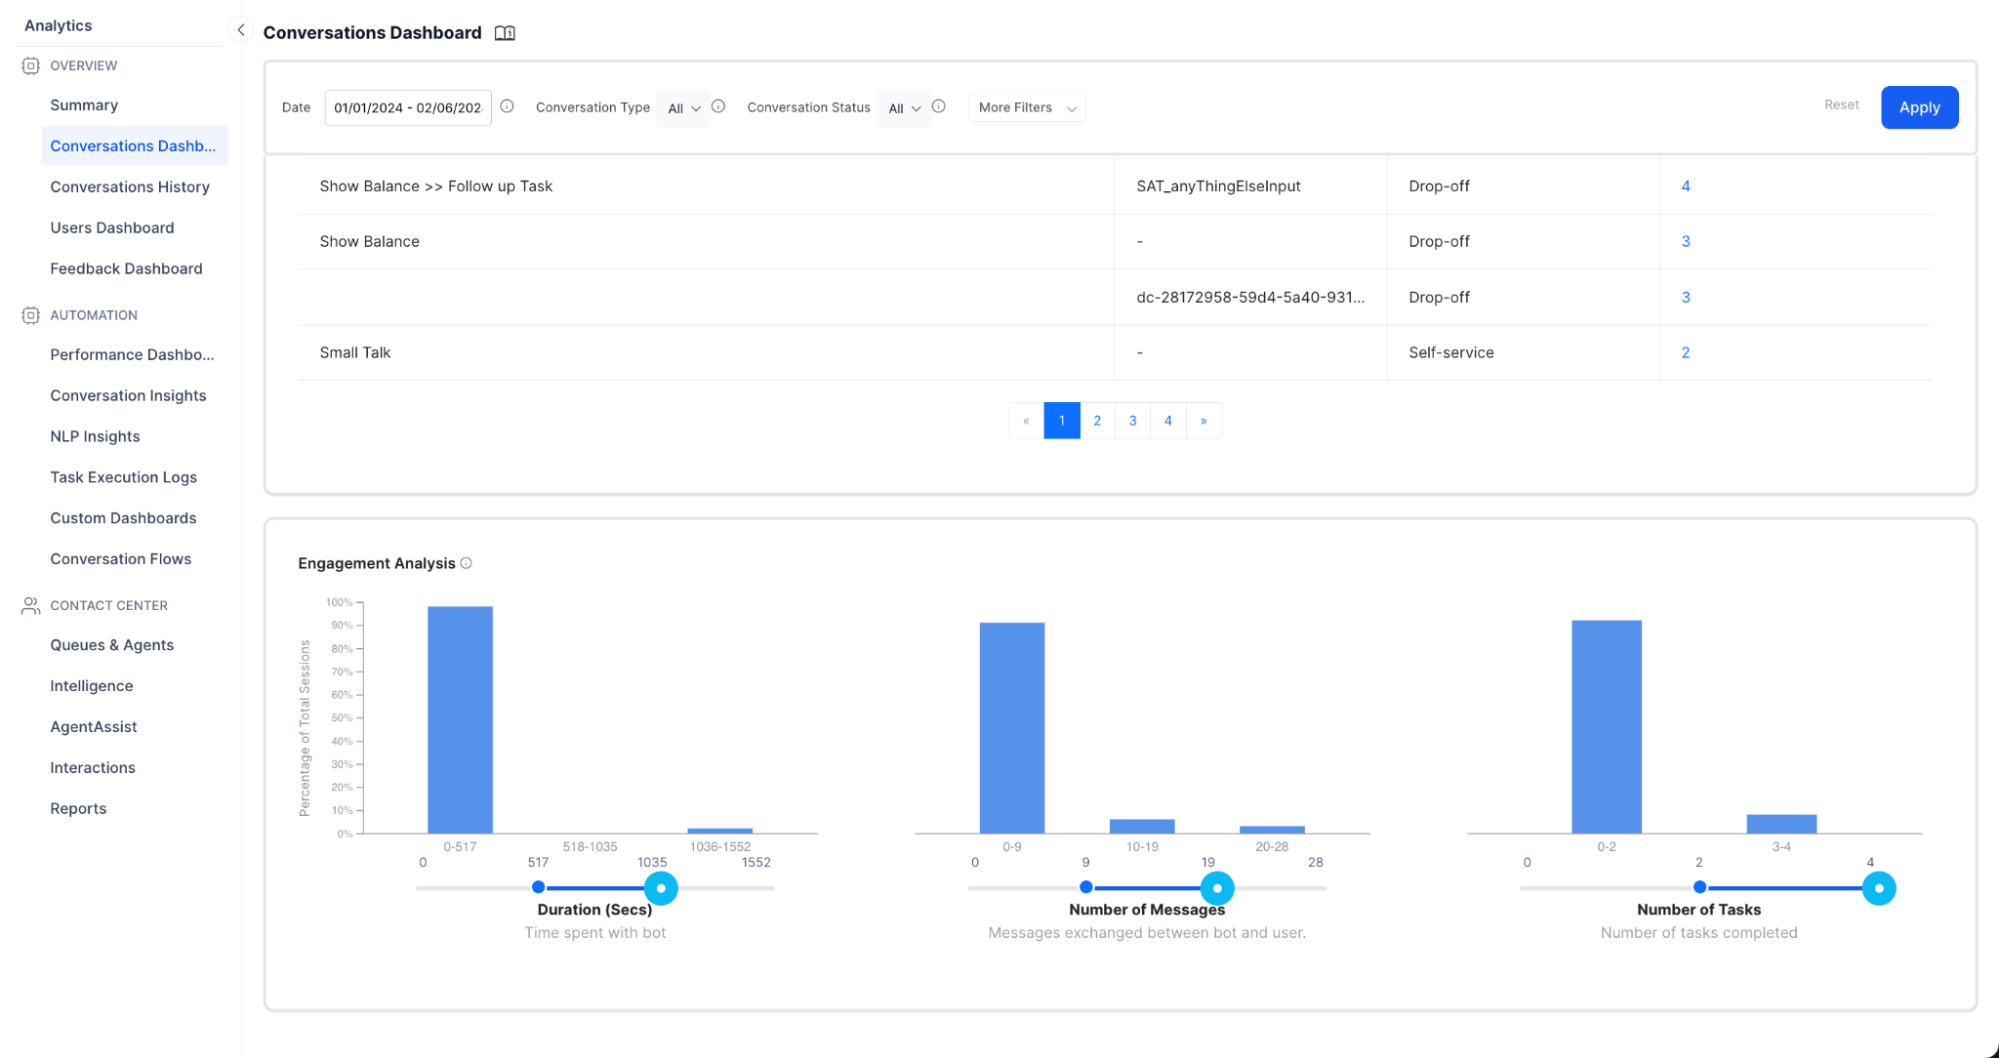 Analytics
OVERVIEW
Summary
Conversations Dashb...
Conversations History
Users Dashboard
Feedback Dashboard
AUTOMATION
Performance Dashbo...
Conversation Insights
NLP Insights
Task Execution Logs
Custom Dashboards
Conversation Flows
CONTACT CENTER
Queues & Agents
Intelligence
AgentAssist
Interactions
Reports
Conversations Dashboard
Date 01/01/2024 - 02/06/202 Conversation Type All Conversation Status All More Filters Reset Apply
Show Balance >> Follow up Task SAT_anyThingElseInput Drop-off 4
Show Balance - Drop-off 3
dc-28172958-59d4-5a40-931... Drop-off 3
Small Talk - Self-service 2
« 1 2 3 4 »
Engagement Analysis
Percentage of Total Sessions
100%
90%
80%
70%
60%
50%
40%
30%
20%
10%
0%
0-517 518-1035 1036-1552
0 517 1035 1552
Duration (Secs)
Time spent with bot
0-9 10-19 20-28
0 9 19 28
Number of Messages
Messages exchanged between bot and user.
0-2 3-4
0 2 4
Number of Tasks
Number of tasks completed